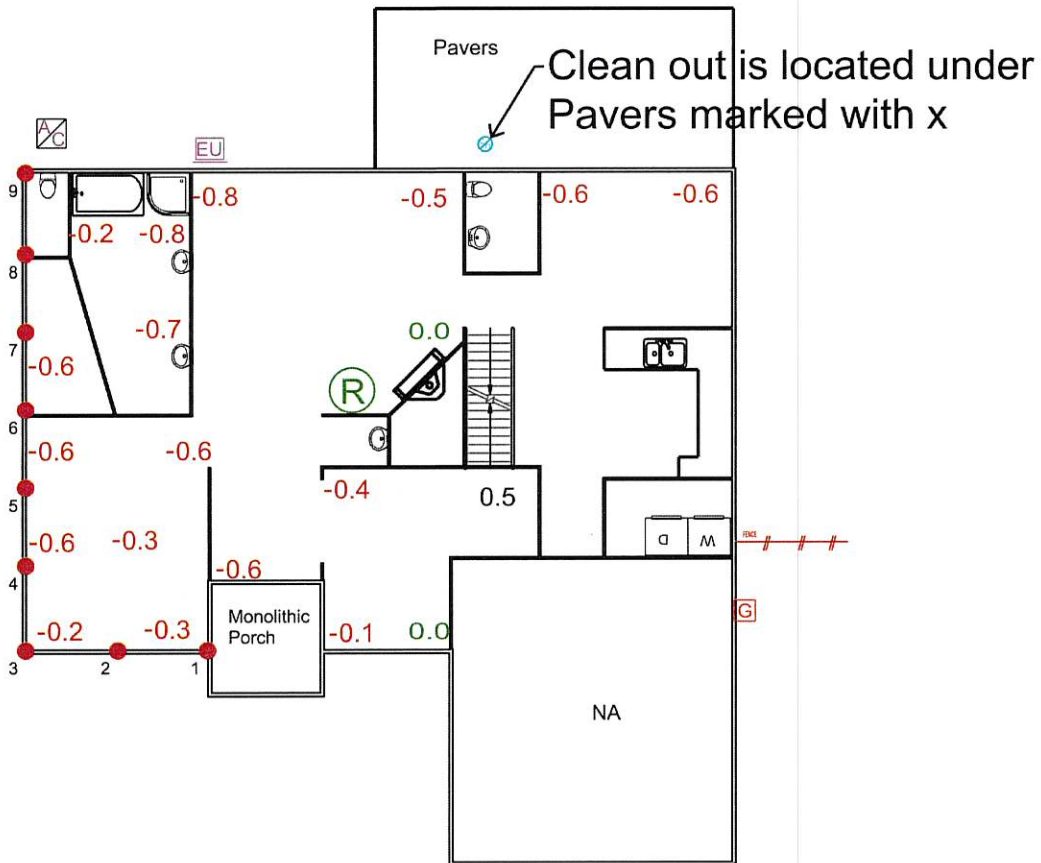 Pavers
Clean out is located under
Pavers marked with x
A/C
EU
9
-0.8
-0.5
-0.6
-0.6
-0.2
-0.8
8
7
-0.7
0.0
-0.6
R
6
-0.6
-0.6
-0.4
0.5
5
-0.6
-0.3
D
W
FENCE
4
-0.6
G
Monolithic
Porch
-0.2
-0.3
-0.1
0.0
3
2
1
NA